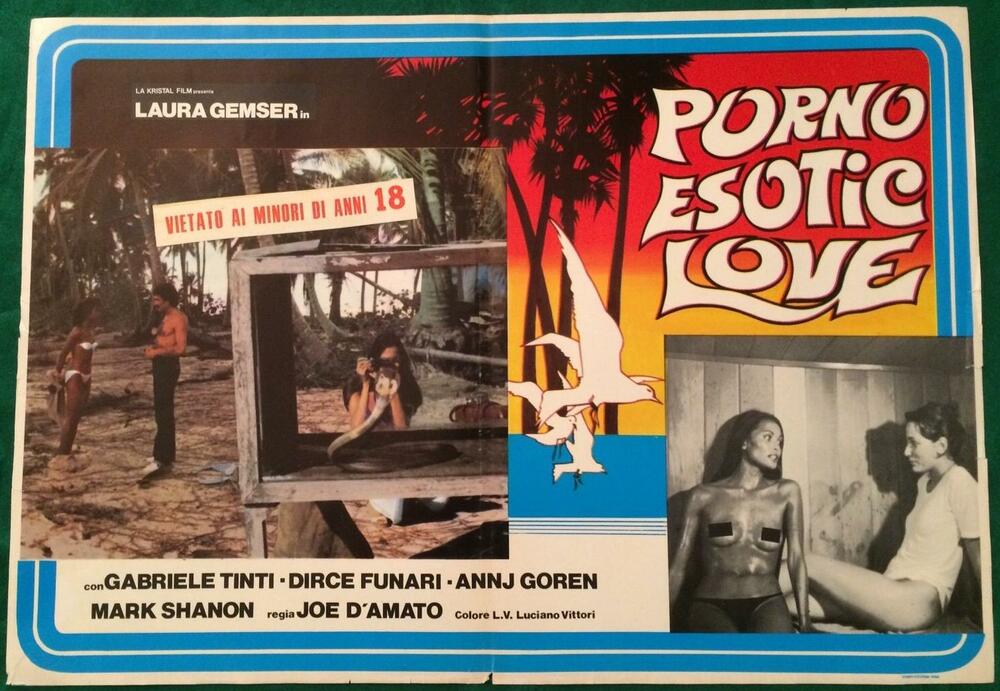 LA KRISTAL FILM presenta
LAURA GEMSER in
PORNO
ESOTIC
LOVE
VIETATO AI MINORI DI ANNI 18
con GABRIELE TINTI · DIRCE FUNARI · ANNJ GOREN
MARK SHANON regia JOE D'AMATO Colore L.V. Luciano Vittori